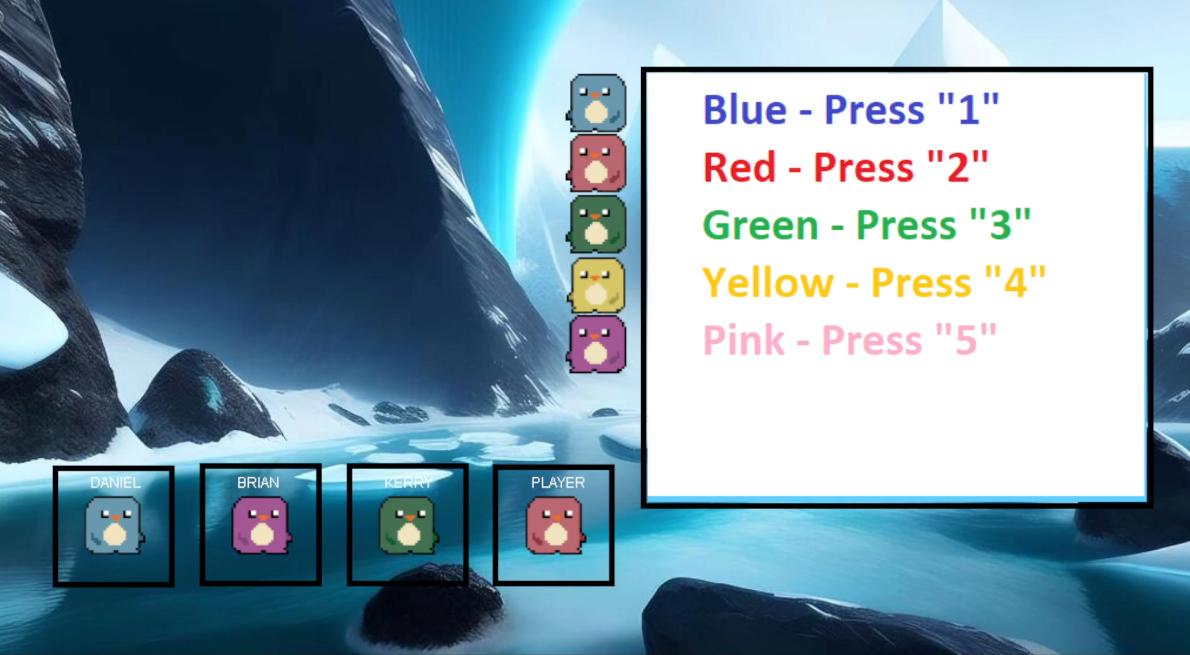 Blue - Press "1"
Red - Press "2"
Green - Press "3"
Yellow - Press "4"
Pink - Press "5"
DANIEL
BRIAN
KERRY
PLAYER